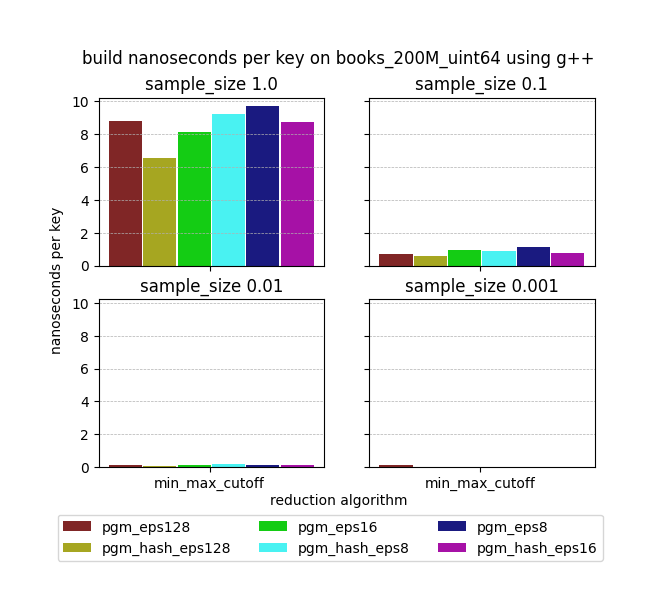 build nanoseconds per key on books_200M_uint64 using g++
sample_size 1.0
sample_size 0.1
10
8
6
4
2
0
nanoseconds per key
sample_size 0.01
sample_size 0.001
10
8
6
4
2
0
min_max_cutoff
min_max_cutoff
reduction algorithm
pgm_eps128
pgm_eps16
pgm_eps8
pgm_hash_eps128
pgm_hash_eps8
pgm_hash_eps16